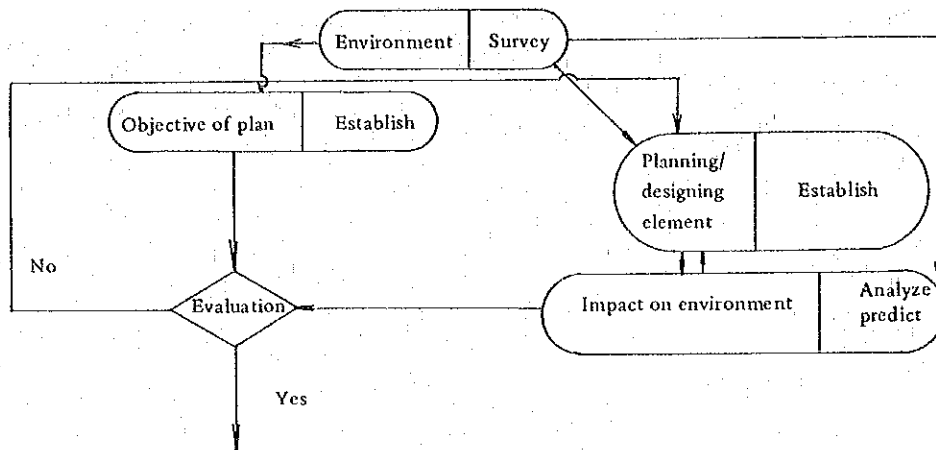 Environment Survey
Objective of plan Establish
Planning/
designing
element
Establish
No
Evaluation
Impact on environment
Analyze
predict
Yes